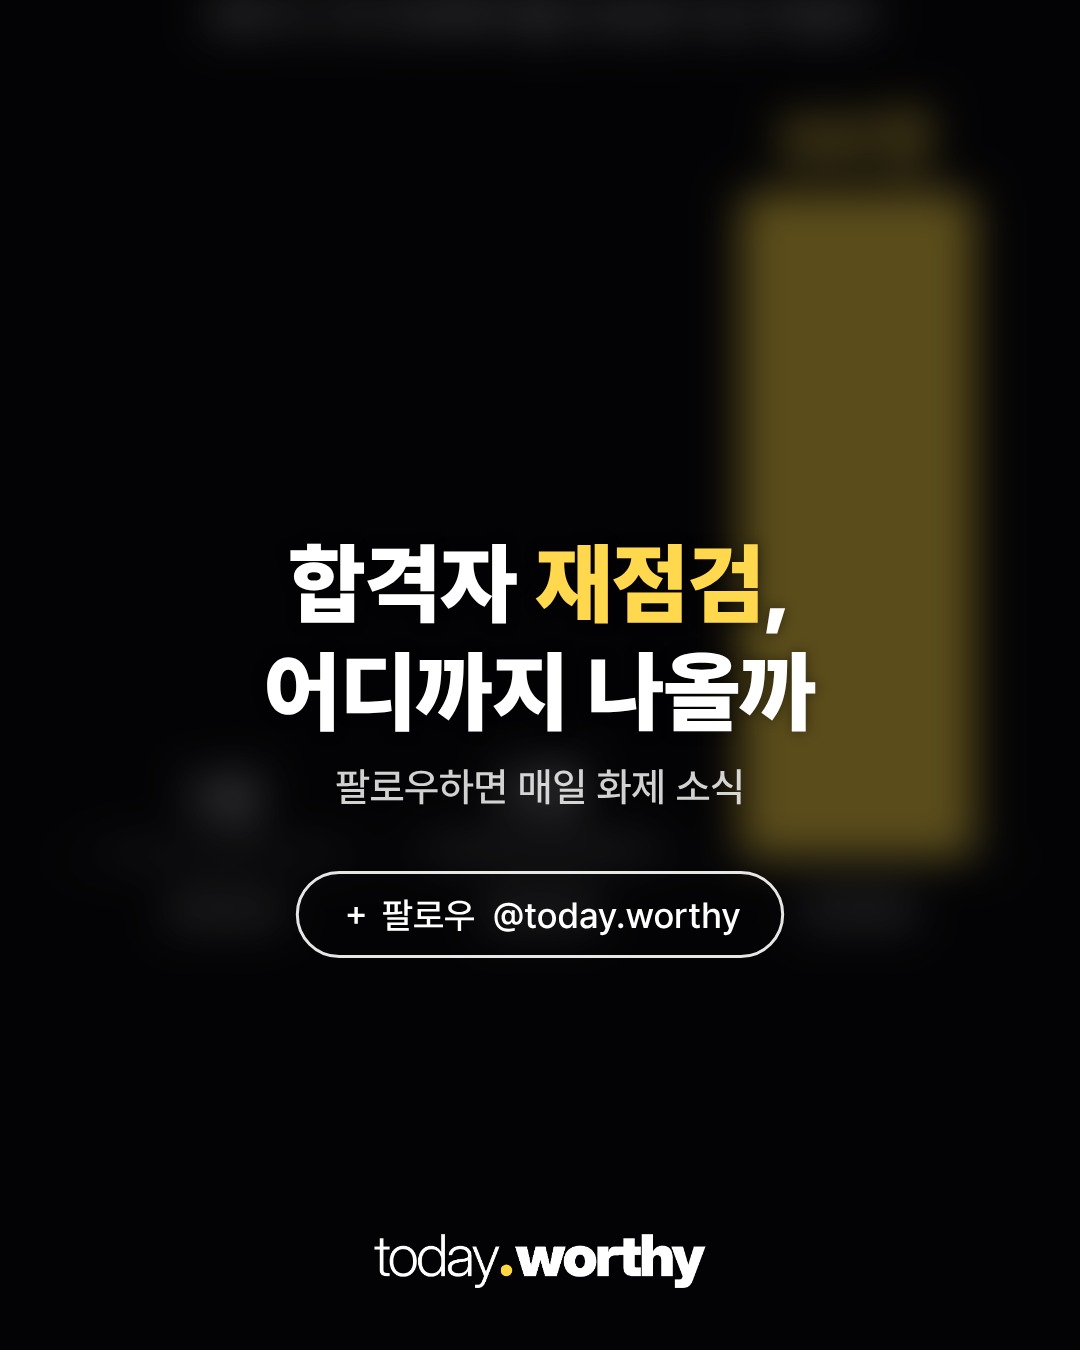 합격자 재점검,
어디까지 나올까
팔로우하면 매일 화제 소식
+ 팔로우 @today.worthy
today.worthy